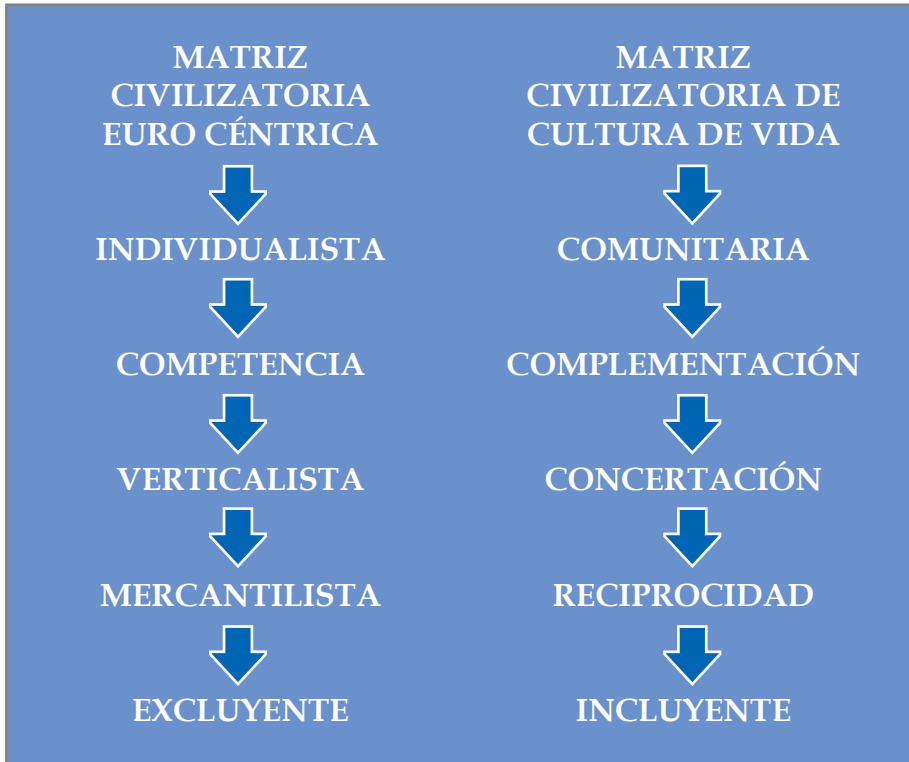 MATRIZ
CIVILIZATORIA
EURO CÉNTRICA
INDIVIDUALISTA
COMPETENCIA
VERTICALISTA
MERCANTILISTA
EXCLUYENTE
MATRIZ
CIVILIZATORIA DE
CULTURA DE VIDA
COMUNITARIA
COMPLEMENTACIÓN
CONCERTACIÓN
RECIPROCIDAD
INCLUYENTE